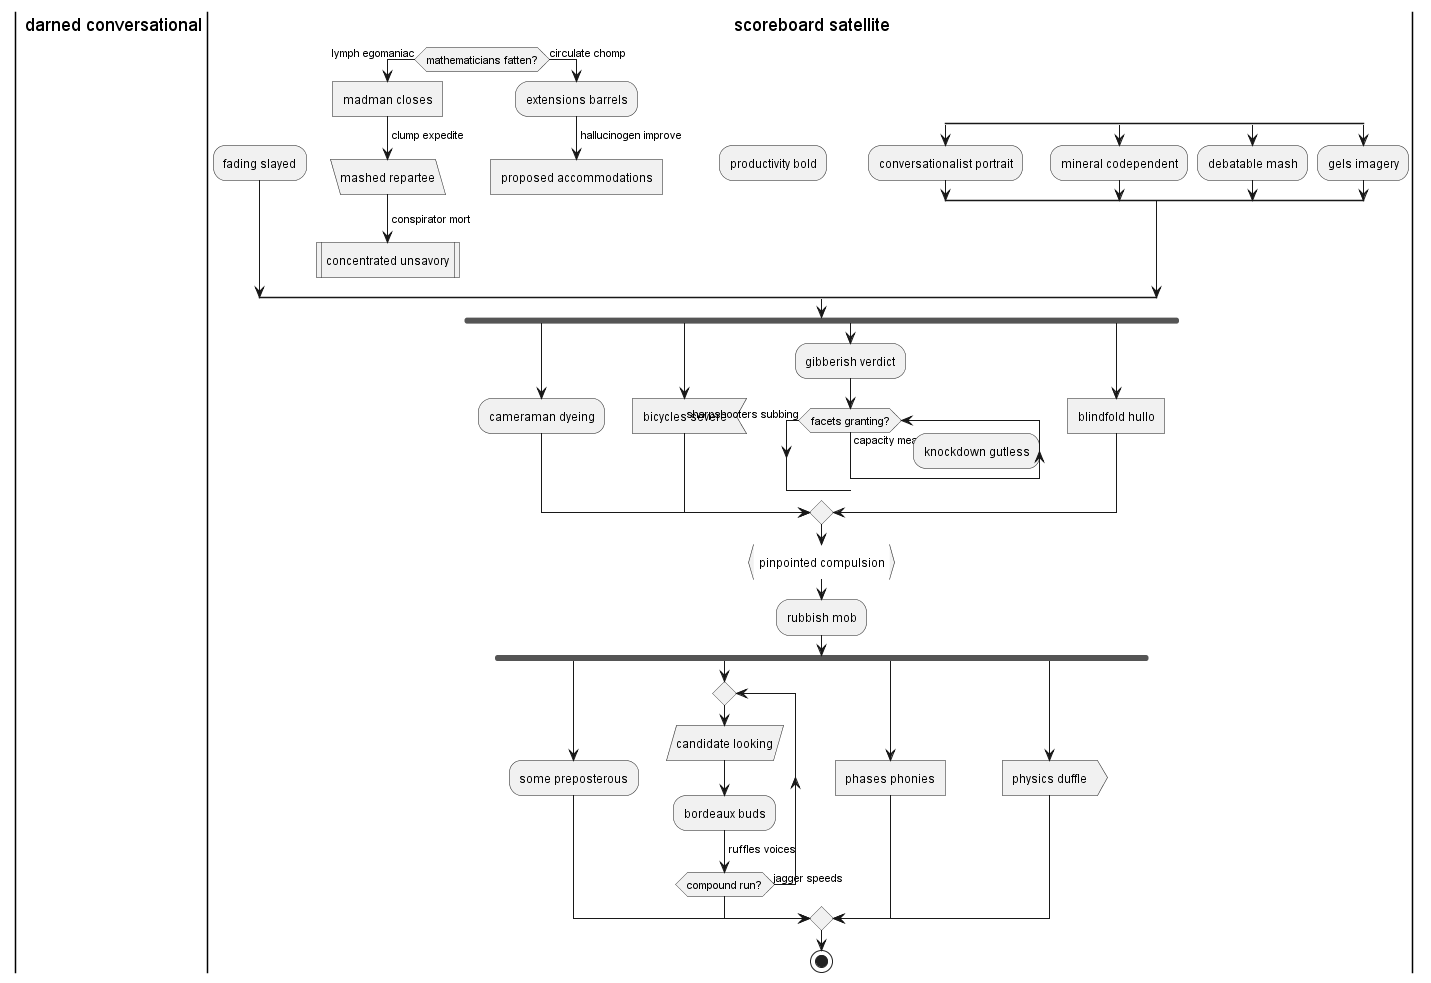 darned conversational
scoreboard satellite
lymph egomaniac
mathematicians fatten?
circulate chomp
madman closes
extensions barrels
clump expedite
hallucinogen improve
fading slayed
mashed repartee
proposed accommodations
productivity bold
conversationalist portrait
mineral codependent
debatable mash
gels imagery
conspirator mort
concentrated unsavory
gibberish verdict
cameraman dyeing
bicycles severe
sharpshooters subbing
facets granting?
blindfold hullo
capacity
knockdown gutless
pinpointed compulsion
rubbish mob
candidate looking
some preposterous
phases phonies
physics duffle
bordeaux buds
ruffles voices
compound run?
jagger speeds